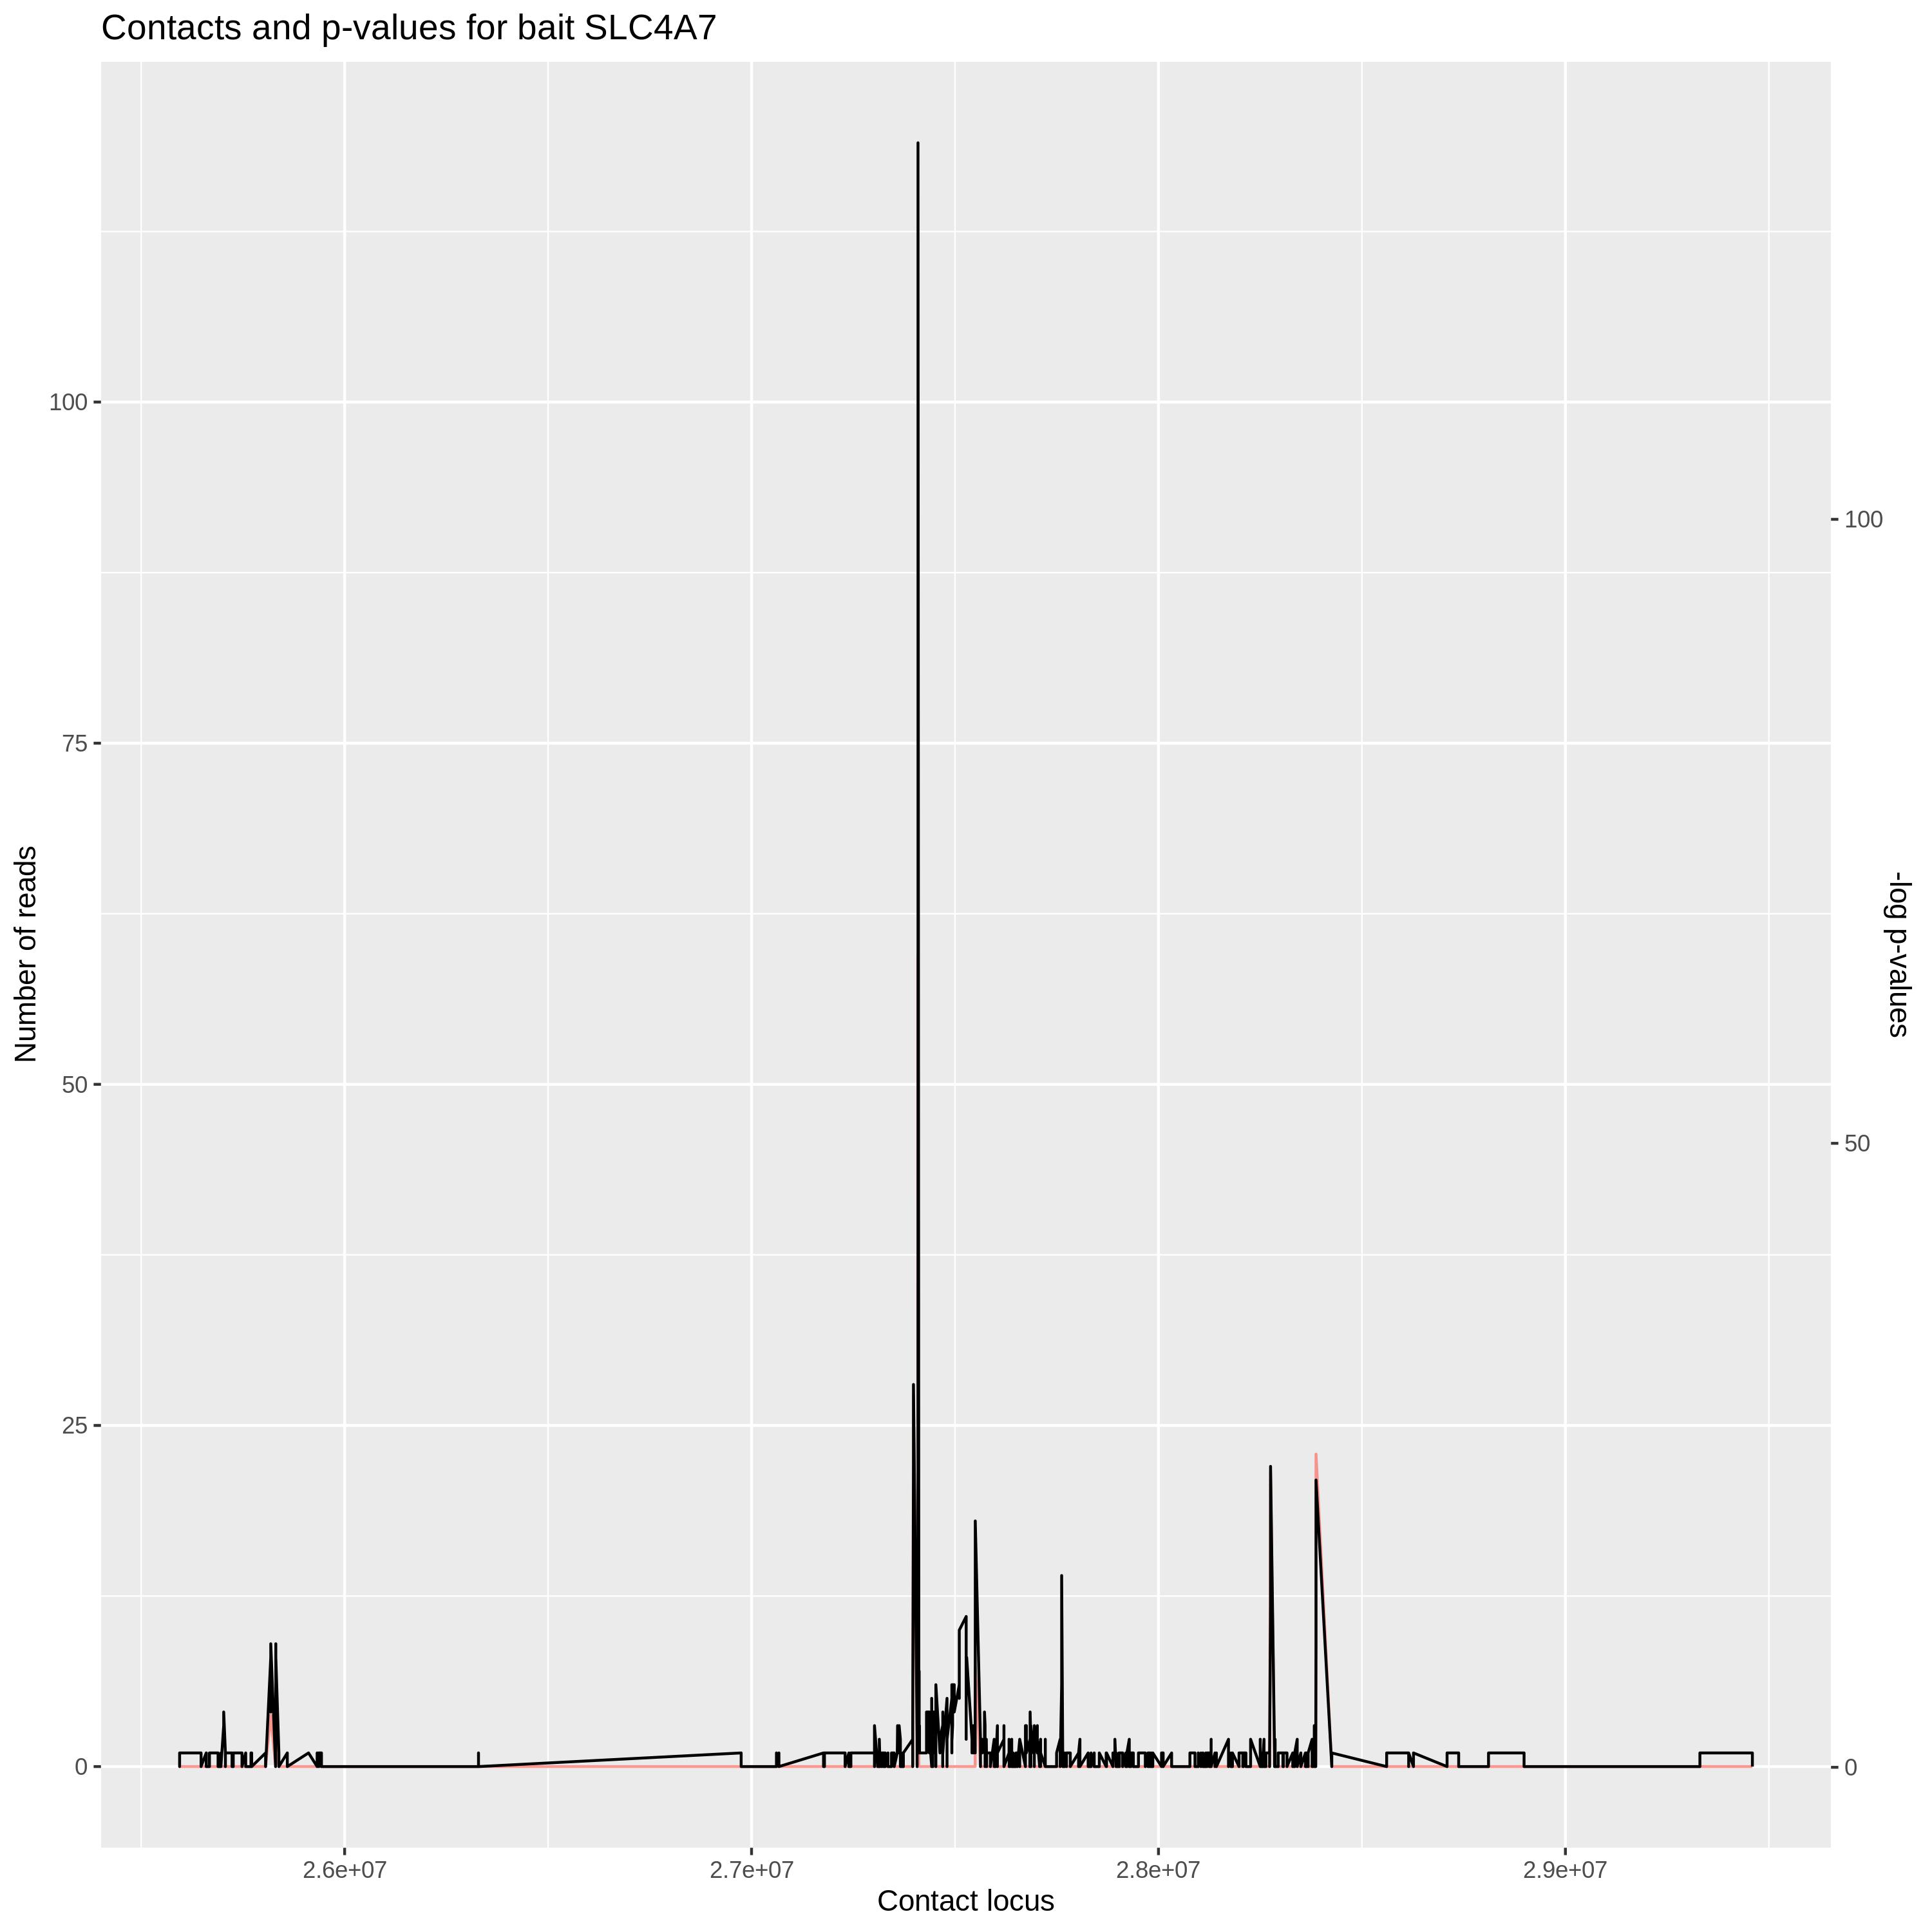 Contacts and p-values for bait SLC4A7
Number of reads
100
75
50
25
0
100
50
0
-log p-values
2.6e+07
2.7e+07
2.8e+07
2.9e+07
Contact locus